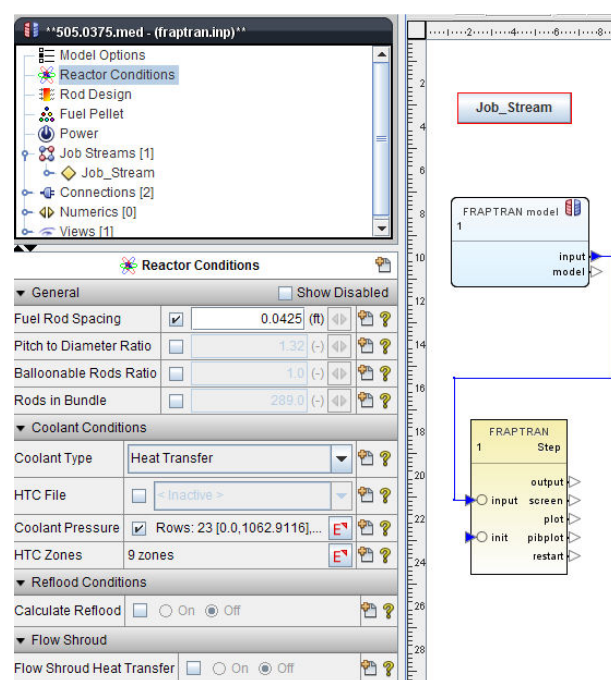 **505.0375.med - (fraptran.inp)**
Model Options
Reactor Conditions
Rod Design
Fuel Pellet
Power
Job Streams [1]
Job_Stream
Connections [2]
Numerics [0]
Views [1]
Reactor Conditions
General Show Disabled
Fuel Rod Spacing 0.0425 (ft)
Pitch to Diameter Ratio 1.32 (-)
Balloonable Rods Ratio 1.0 (-)
Rods in Bundle 289.0 (-)
Coolant Conditions
Coolant Type Heat Transfer
HTC File < Inactive >
Coolant Pressure Rows: 23 [0.0,1062.9116],... E
HTC Zones 9 zones E
Reflood Conditions
Calculate Reflood On Off
Flow Shroud
Flow Shroud Heat Transfer On Off
2 4 6 8
2
4
6
8
10
12
14
16
18
20
22
24
26
28
Job_Stream
FRAPTRAN model
1
input
model
FRAPTRAN
1 Step
output
input screen
plot
init pibplot
restart